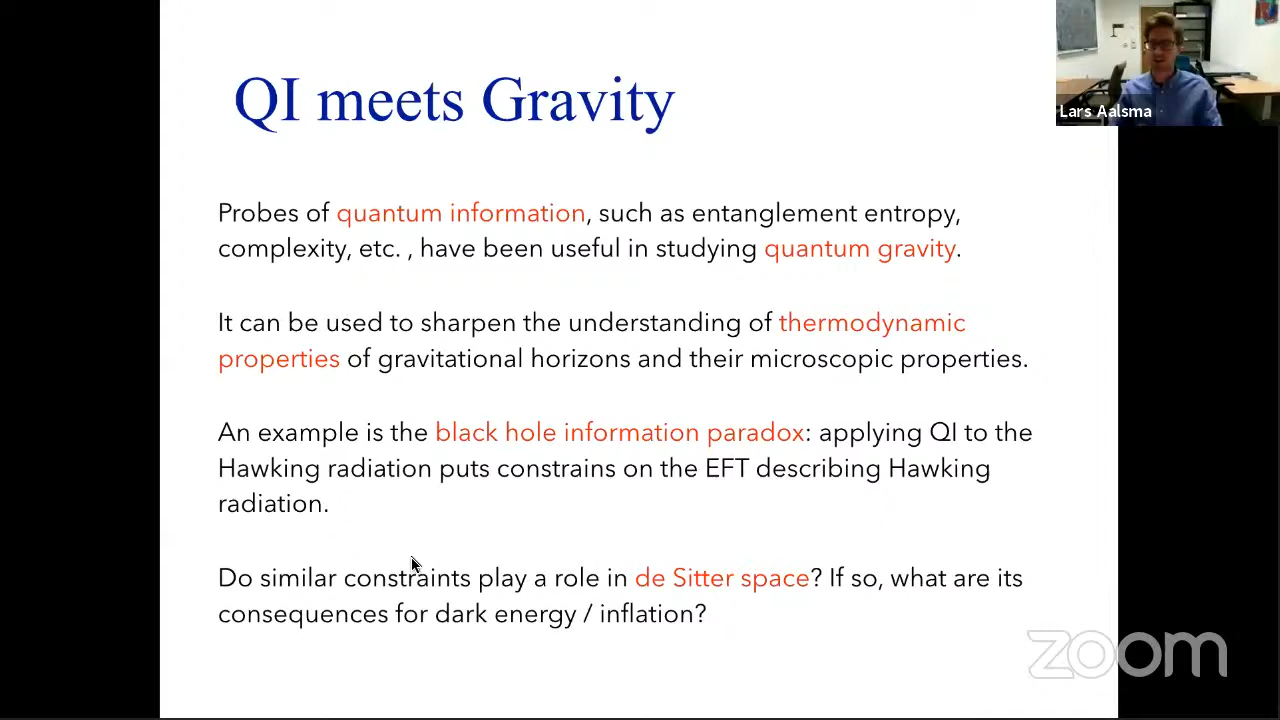 QI meets Gravity
Lars Aalsma
Probes of quantum information, such as entanglement entropy,
complexity, etc. , have been useful in studying quantum gravity.
It can be used to sharpen the understanding of thermodynamic
properties of gravitational horizons and their microscopic properties.
An example is the black hole information paradox: applying QI to the
Hawking radiation puts constrains on the EFT describing Hawking
radiation.
Do similar constraints play a role in de Sitter space? If so, what are its
consequences for dark energy / inflation?
zoom